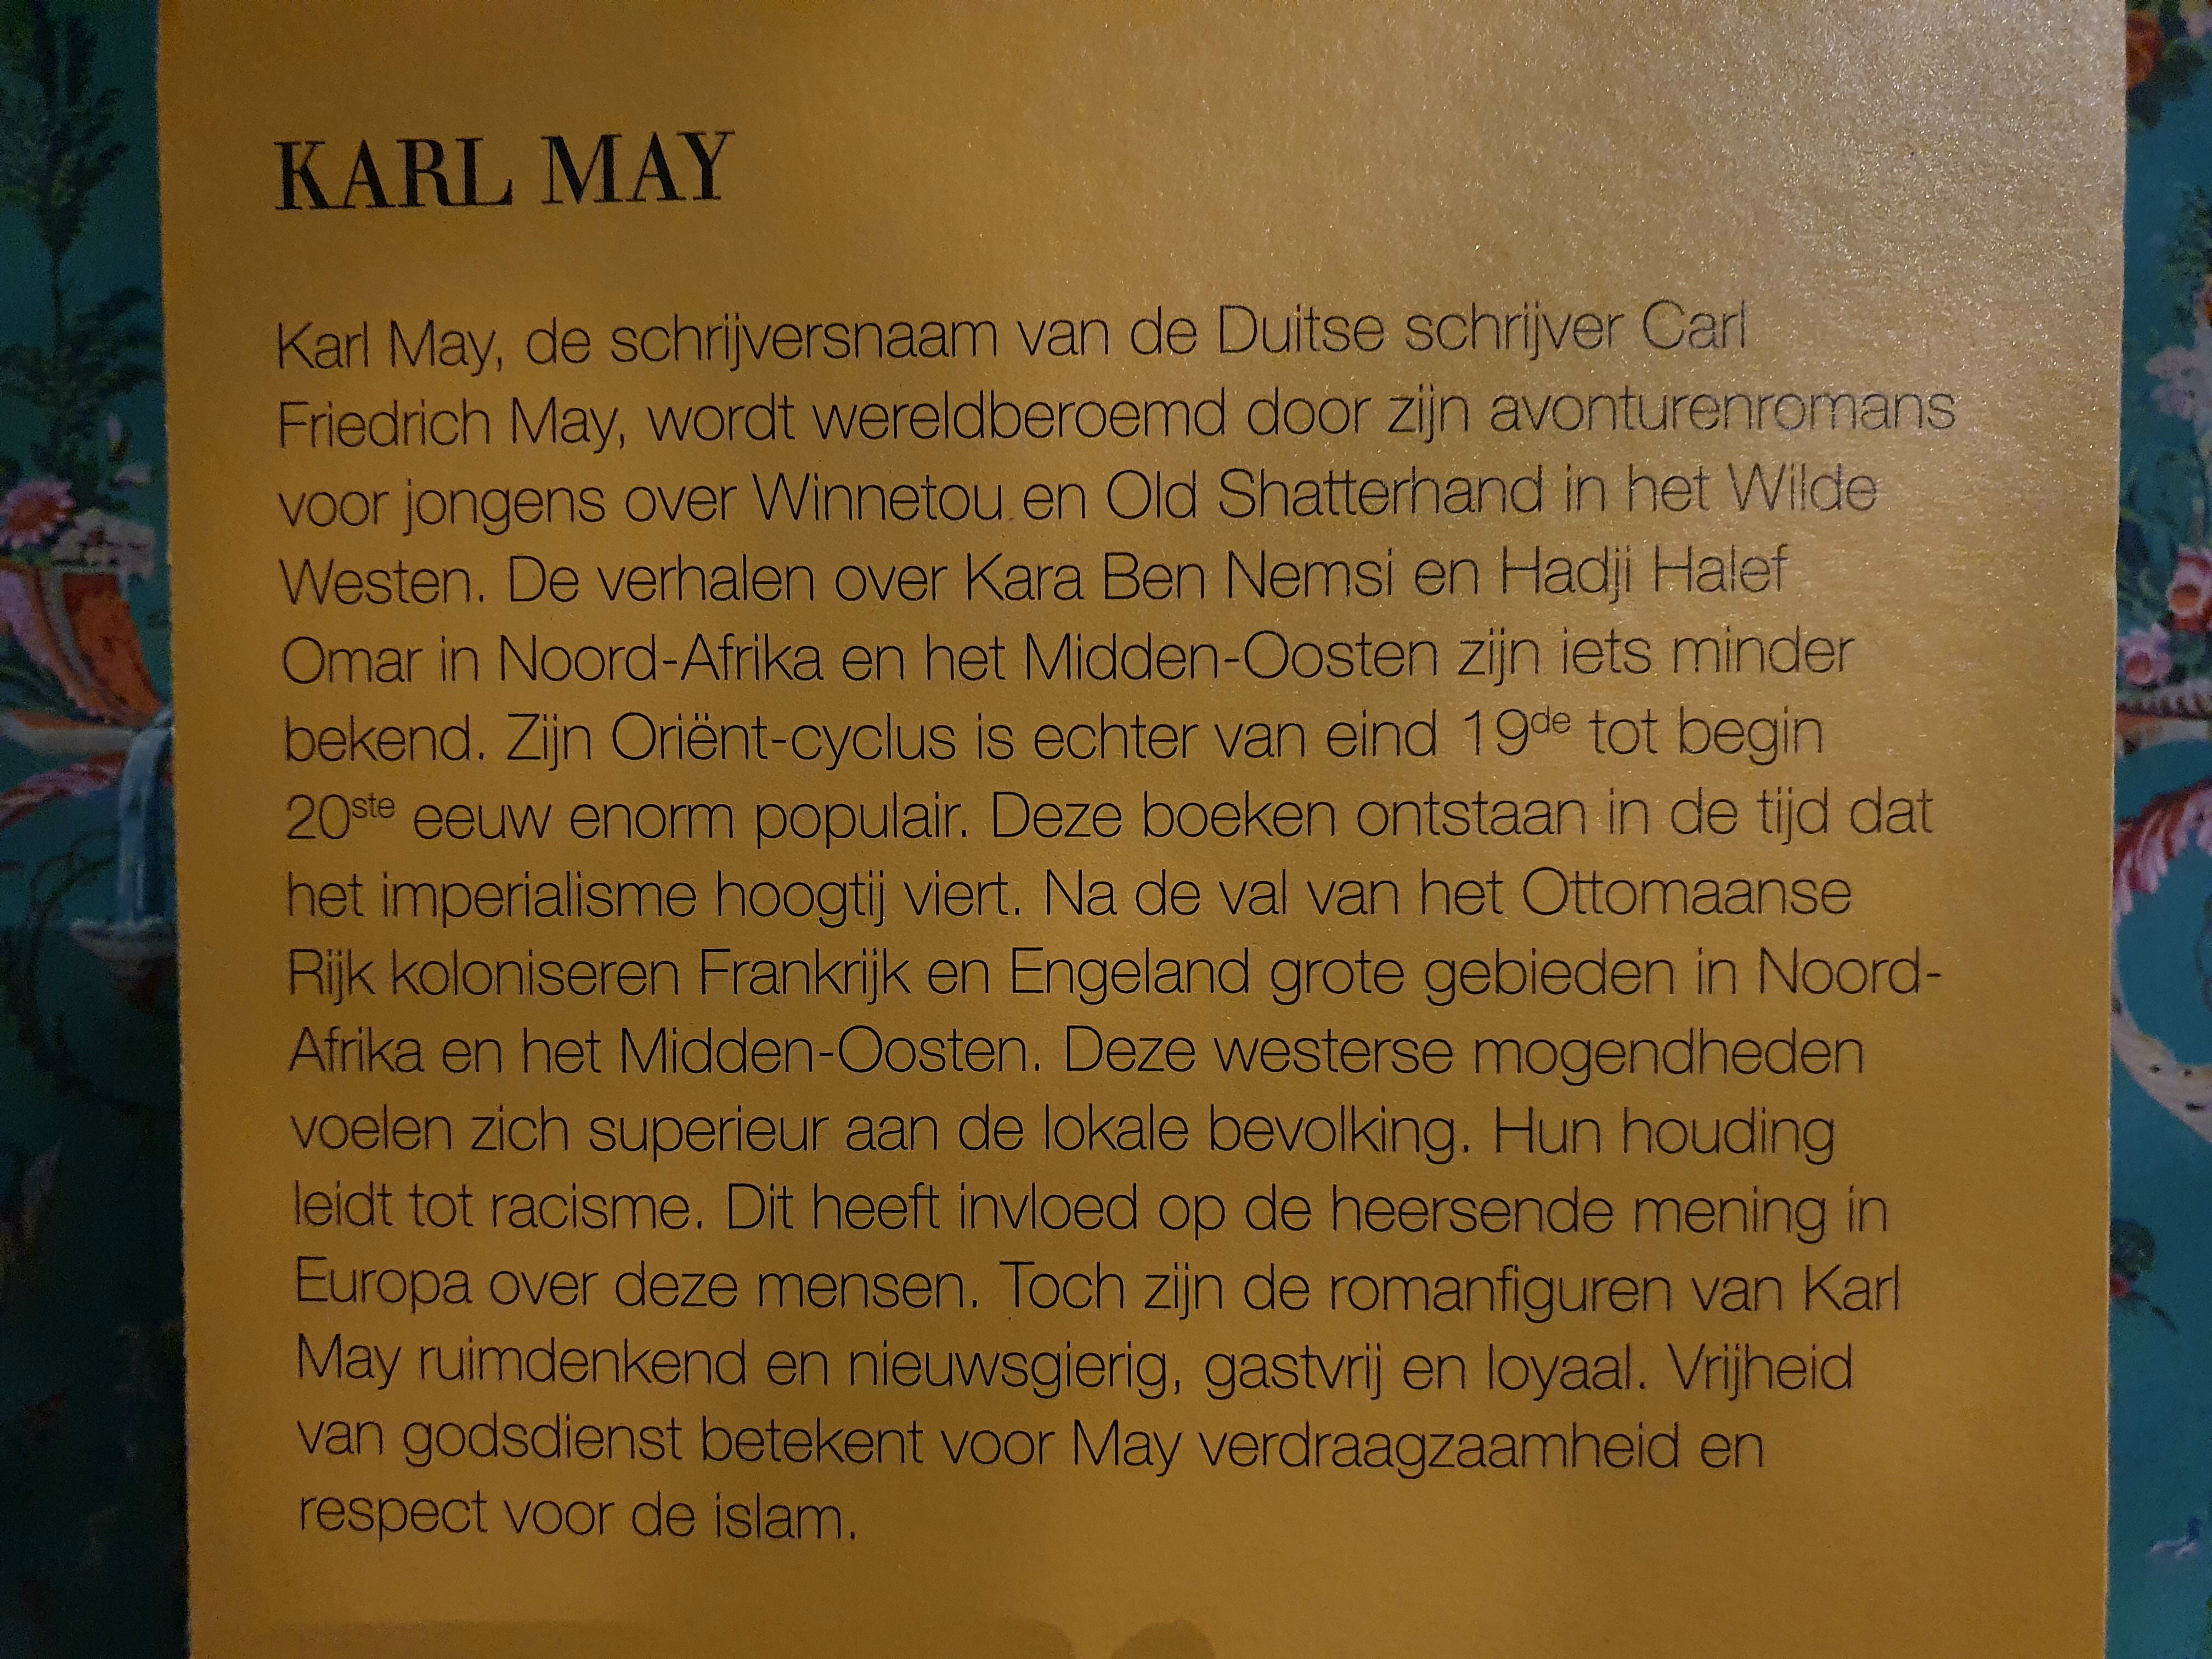 KARL MAY
Karl May, de schrijversnaam van de Duitse schrijver Carl
Friedrich May, wordt wereldberoemd door zijn avonturenromans
voor jongens over Winnetou en Old Shatterhand in het Wilde
Westen. De verhalen over Kara Ben Nemsi en Hadji Halef
Omar in Noord-Afrika en het Midden-Oosten zijn iets minder
bekend. Zijn Oriënt-cyclus is echter van eind 19de tot begin
20ste eeuw enorm populair. Deze boeken ontstaan in de tijd dat
het imperialisme hoogtij viert. Na de val van het Ottomaanse
Rijk koloniseren Frankrijk en Engeland grote gebieden in Noord-
Afrika en het Midden-Oosten. Deze westerse mogendheden
voelen zich superieur aan de lokale bevolking. Hun houding
leidt tot racisme. Dit heeft invloed op de heersende mening in
Europa over deze mensen. Toch zijn de romanfiguren van Karl
May ruimdenkend en nieuwsgierig, gastvrij en loyaal. Vrijheid
van godsdienst betekent voor May verdraagzaamheid en
respect voor de islam.